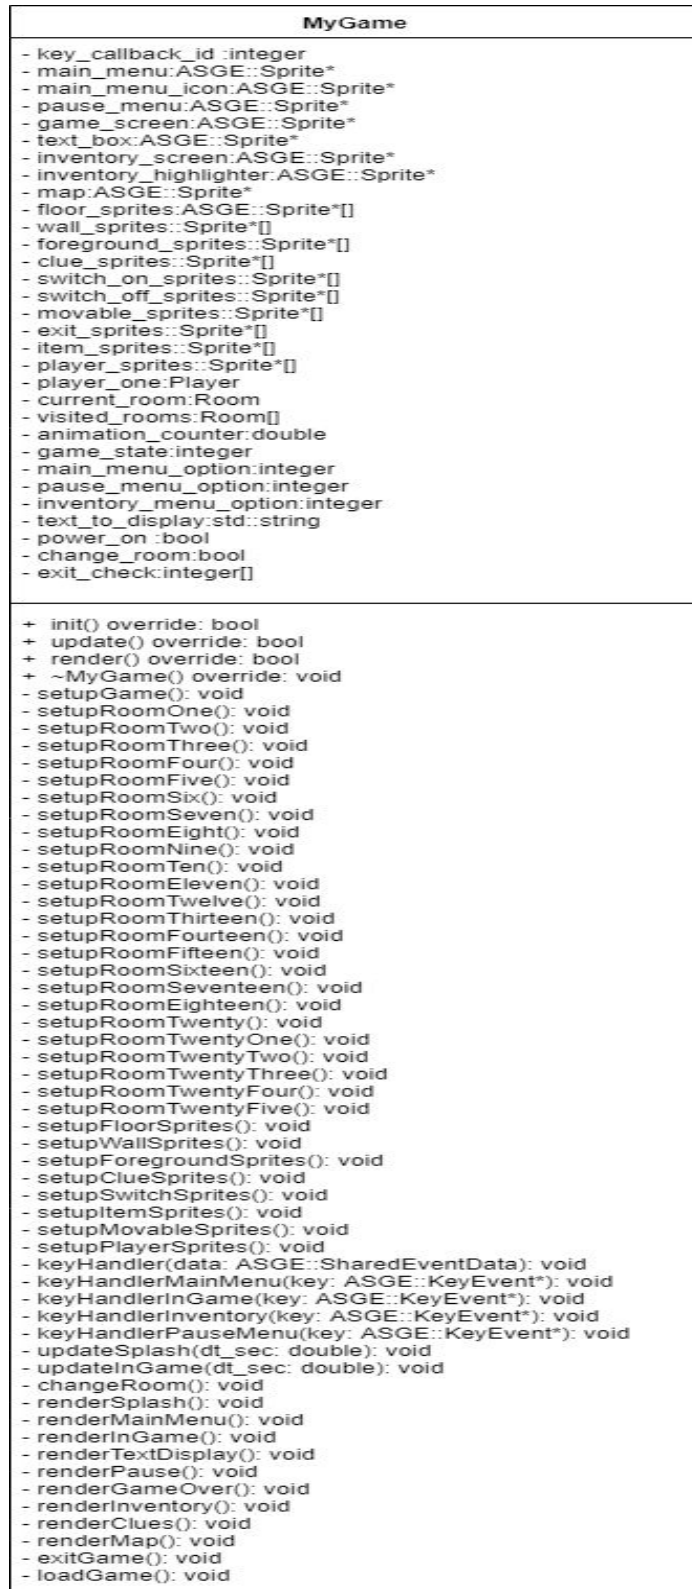 MyGame
- key_callback_id :integer
- main_menu:ASGE::Sprite*
- main_menu_icon:ASGE::Sprite*
- pause_menu:ASGE::Sprite*
- game_screen:ASGE::Sprite*
- text_box:ASGE::Sprite*
- inventory_screen:ASGE::Sprite*
- inventory_highlighter:ASGE::Sprite*
- map:ASGE::Sprite*
- floor_sprites:ASGE::Sprite*[]
- wall_sprites::Sprite*[]
- foreground_sprites::Sprite*[]
- clue_sprites::Sprite*[]
- switch_on_sprites::Sprite*[]
- switch_off_sprites::Sprite*[]
- movable_sprites::Sprite*[]
- exit_sprites::Sprite*[]
- item_sprites::Sprite*[]
- player_sprites::Sprite*[]
- player_one:Player
- current_room:Room
- visited_rooms:Room[]
- animation_counter:double
- game_state:integer
- main_menu_option:integer
- pause_menu_option:integer
- inventory_menu_option:integer
- text_to_display:std::string
- power_on :bool
- change_room:bool
- exit_check:integer[]
+ init() override: bool
+ update() override: bool
+ render() override: bool
+ ~MyGame() override: void
- setupGame(): void
- setupRoomOne(): void
- setupRoomTwo(): void
- setupRoomThree(): void
- setupRoomFour(): void
- setupRoomFive(): void
- setupRoomSix(): void
- setupRoomSeven(): void
- setupRoomEight(): void
- setupRoomNine(): void
- setupRoomTen(): void
- setupRoomEleven(): void
- setupRoomTwelve(): void
- setupRoomThirteen(): void
- setupRoomFourteen(): void
- setupRoomFifteen(): void
- setupRoomSixteen(): void
- setupRoomSeventeen(): void
- setupRoomEighteen(): void
- setupRoomTwenty(): void
- setupRoomTwentyOne(): void
- setupRoomTwentyTwo(): void
- setupRoomTwentyThree(): void
- setupRoomTwentyFour(): void
- setupRoomTwentyFive(): void
- setupFloorSprites(): void
- setupWallSprites(): void
- setupForegroundSprites(): void
- setupClueSprites(): void
- setupSwitchSprites(): void
- setupItemSprites(): void
- setupMovableSprites(): void
- setupPlayerSprites(): void
- keyHandler(data: ASGE::SharedEventData): void
- keyHandlerMainMenu(key: ASGE::KeyEvent*): void
- keyHandlerInGame(key: ASGE::KeyEvent*): void
- keyHandlerInventory(key: ASGE::KeyEvent*): void
- keyHandlerPauseMenu(key: ASGE::KeyEvent*): void
- updateSplash(dt_sec: double): void
- updateInGame(dt_sec: double): void
- changeRoom(): void
- renderSplash(): void
- renderMainMenu(): void
- renderInGame(): void
- renderTextDisplay(): void
- renderPause(): void
- renderGameOver(): void
- renderInventory(): void
- renderClues(): void
- renderMap(): void
- exitGame(): void
- loadGame(): void